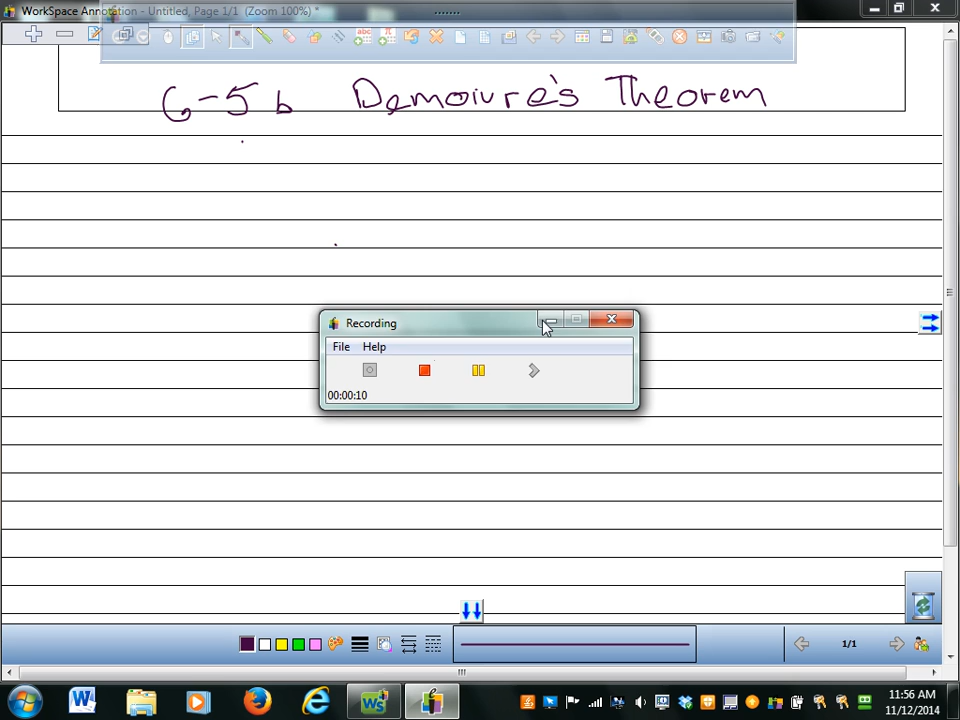 WorkSpace Annotation - Untitled, Page 1/1 (Zoom 100%) *
abc
π
6-5 b Demoivre's Theorem
Recording
File Help
00:00:10
1/1
11:56 AM
11/12/2014